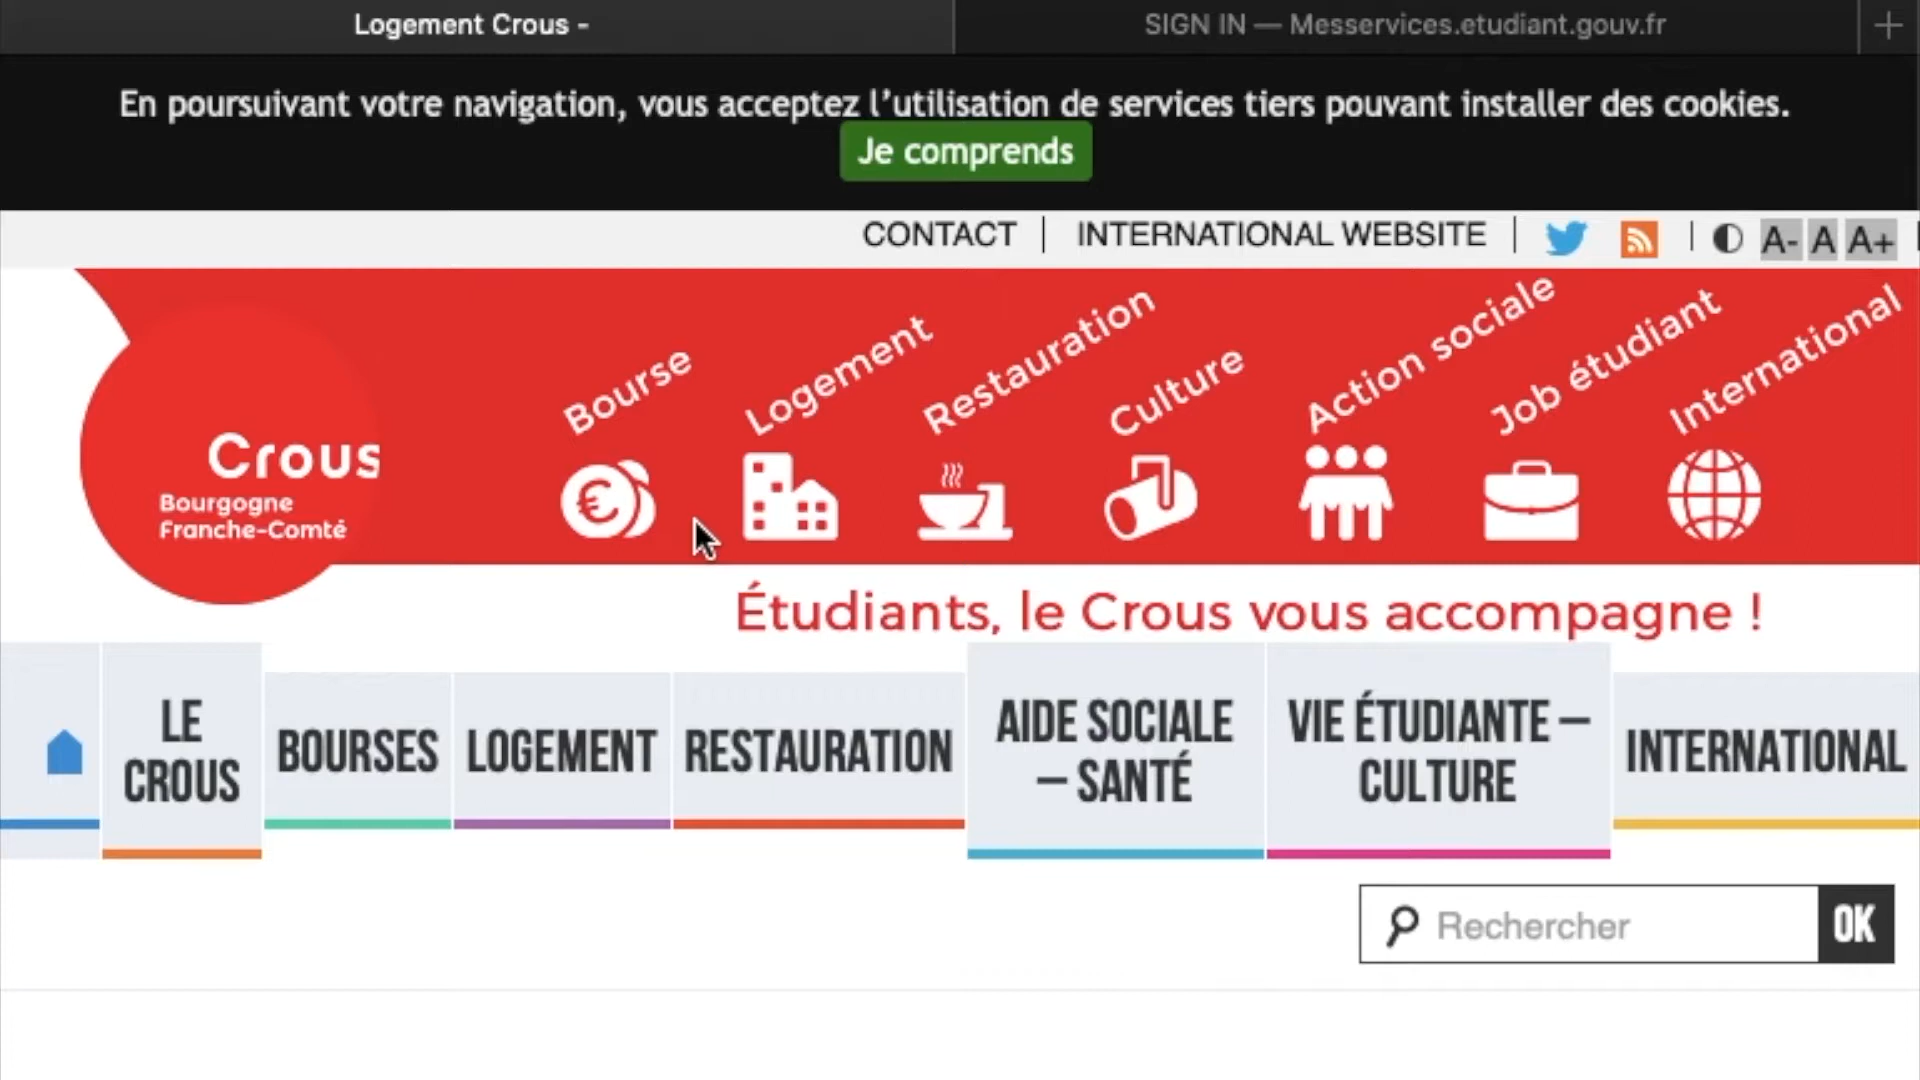 Logement Crous -
SIGN IN — Messervices.etudiant.gouv.fr
En poursuivant votre navigation, vous acceptez l'utilisation de services tiers pouvant installer des cookies.
Je comprends
CONTACT
INTERNATIONAL WEBSITE
A- A A+
Bourse
Logement
Restauration
Culture
Action sociale
Job étudiant
International
Crous
Bourgogne
Franche-Comté
Étudiants, le Crous vous accompagne !
LE
CROUS
BOURSES
LOGEMENT
RESTAURATION
AIDE SOCIALE
– SANTÉ
VIE ÉTUDIANTE –
CULTURE
INTERNATIONAL
Rechercher
OK